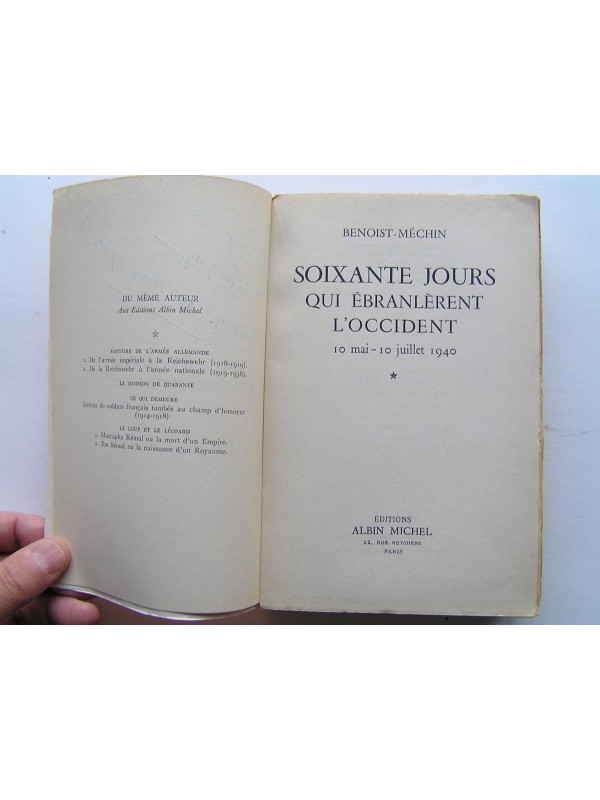 DU MÊME AUTEUR
Aux Editions Albin Michel
HISTOIRE DE L'ARMÉE ALLEMANDE
1. De l'armée impériale à la Reichswehr (1918-1919).
2. De la Reichswehr à l'armée nationale (1919-1938).
LA MOISSON DE QUARANTE
CE QUI DEMEURE
Lettres de soldats français tombés au champ d'honneur
(1914-1918).
LE LOUP ET LE LÉOPARD
1. Mustapha Kémal ou la mort d'un Empire.
2. Ibn Séoud ou la naissance d'un Royaume.
BENOIST-MÉCHIN
SOIXANTE JOURS
QUI ÉBRANLÈRENT
L'OCCIDENT
10 mai - 10 juillet 1940
ÉDITIONS
ALBIN MICHEL
22, RUE HUYGHENS
PARIS